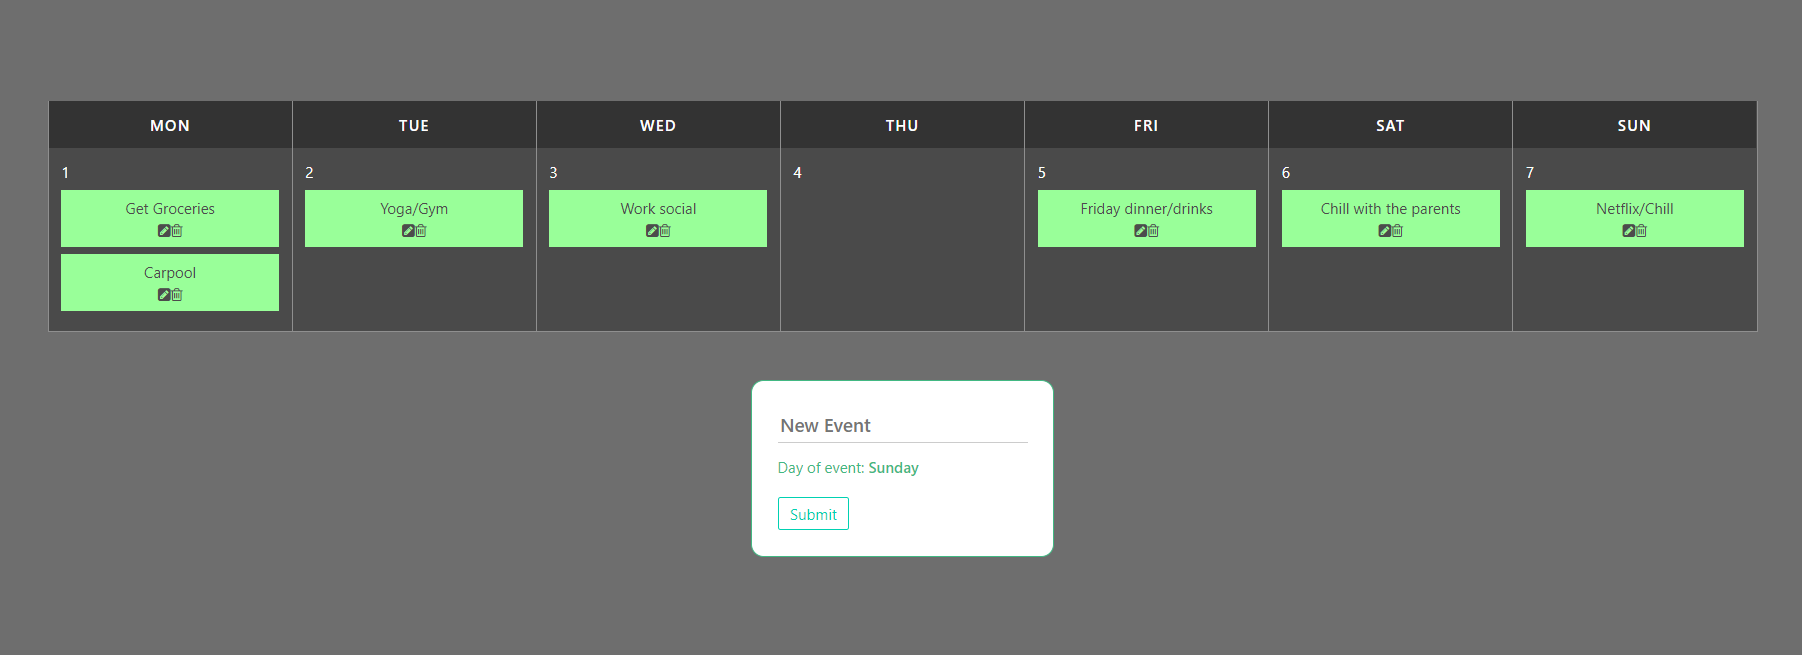 MON TUE WED THU FRI SAT SUN
1 2 3 4 5 6 7
Get Groceries Yoga/Gym Work social Friday dinner/drinks Chill with the parents Netflix/Chill
Carpool
New Event
Day of event: Sunday
Submit